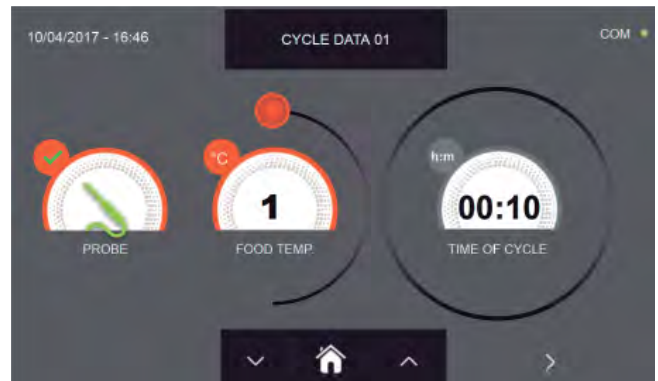 10/04/2017 - 16:46
CYCLE DATA 01
COM
°C
h:m
1
00:10
PROBE
FOOD TEMP.
TIME OF CYCLE